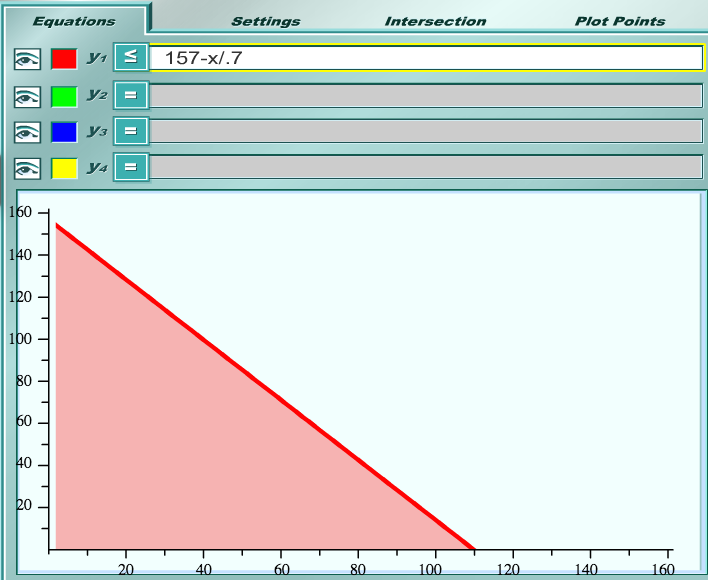 Equations Settings Intersection Plot Points
y1 ≤ 157-x/.7
y2 =
y3 =
y4 =
160
140
120
100
80
60
40
20
20 40 60 80 100 120 140 160